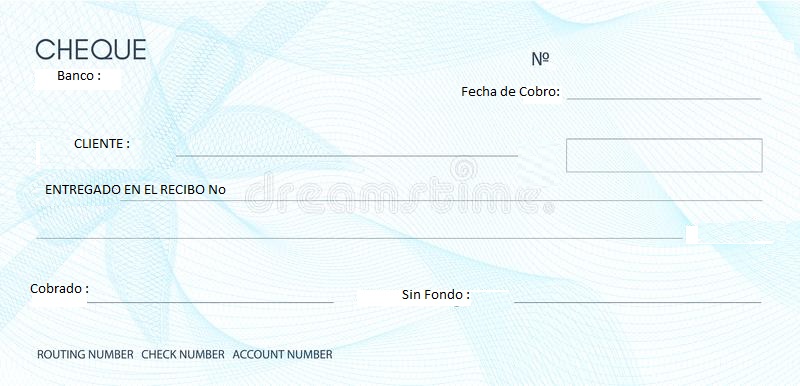 CHEQUE
Nº
Banco :
Fecha de Cobro:
CLIENTE :
dreamstime.com
ENTREGADO EN EL RECIBO No
Cobrado :
Sin Fondo :
ROUTING NUMBER CHECK NUMBER ACCOUNT NUMBER